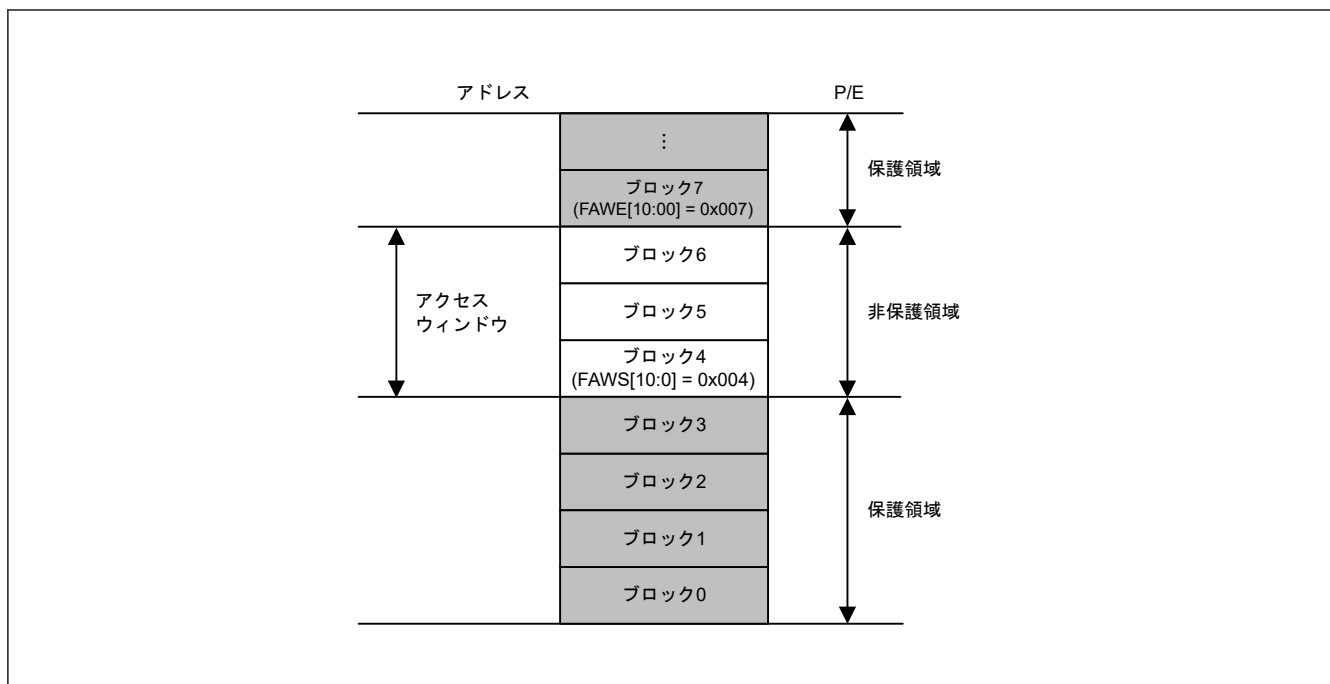 アドレス
P/E
⋮
保護領域
ブロック7
(FAWE[10:00] = 0x007)
ブロック6
アクセス
ウィンドウ
ブロック5
非保護領域
ブロック4
(FAWS[10:0] = 0x004)
ブロック3
ブロック2
保護領域
ブロック1
ブロック0